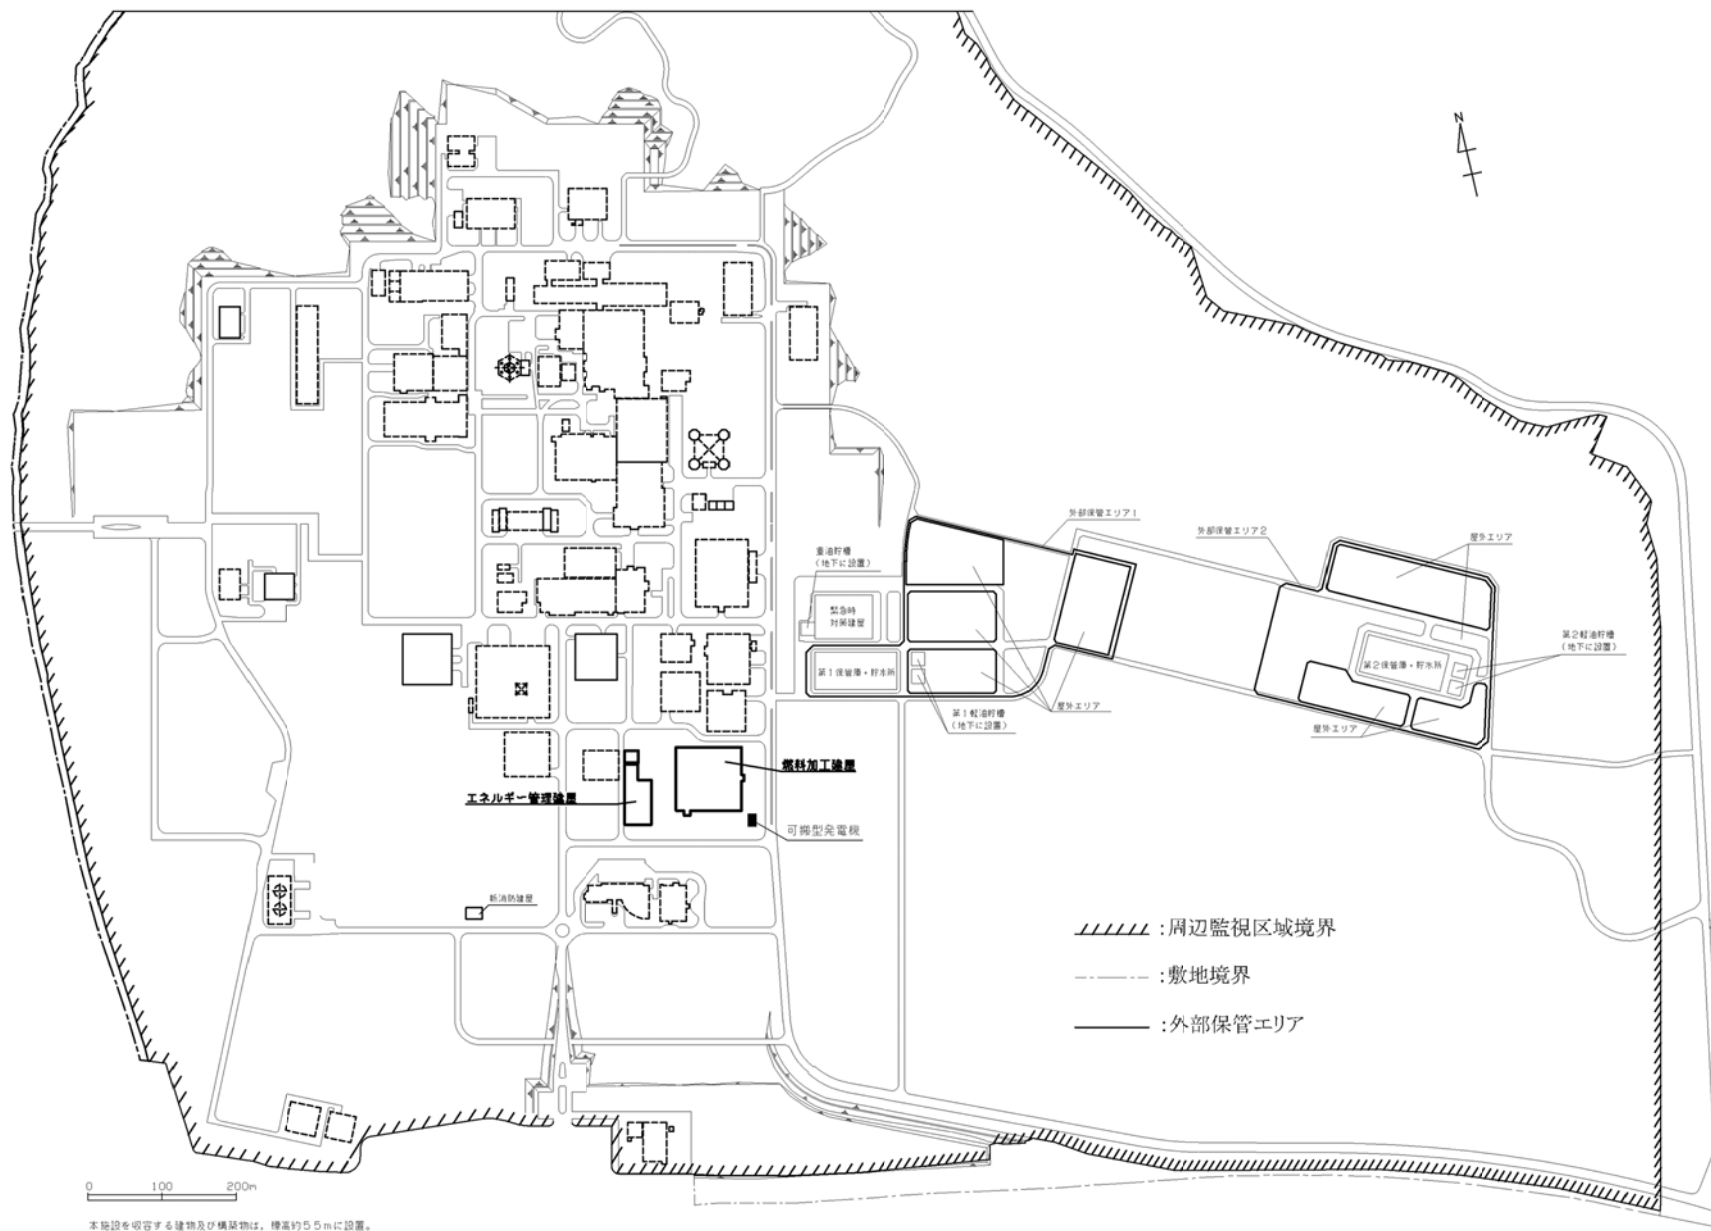 N
外部保管エリア1
外部保管エリア2
屋外エリア
重油貯槽
(地下に設置)
緊急時
対策建屋
第2軽油貯槽
(地下に設置)
第1保管庫・貯水所
第2保管庫・貯水所
第1軽油貯槽
(地下に設置)
屋外エリア
屋外エリア
燃料加工建屋
エネルギー管理建屋
可搬型発電機
新消防建屋
:周辺監視区域境界
:敷地境界
:外部保管エリア
0 100 200m
本施設を収容する建物及び構築物は,標高約55mに設置。